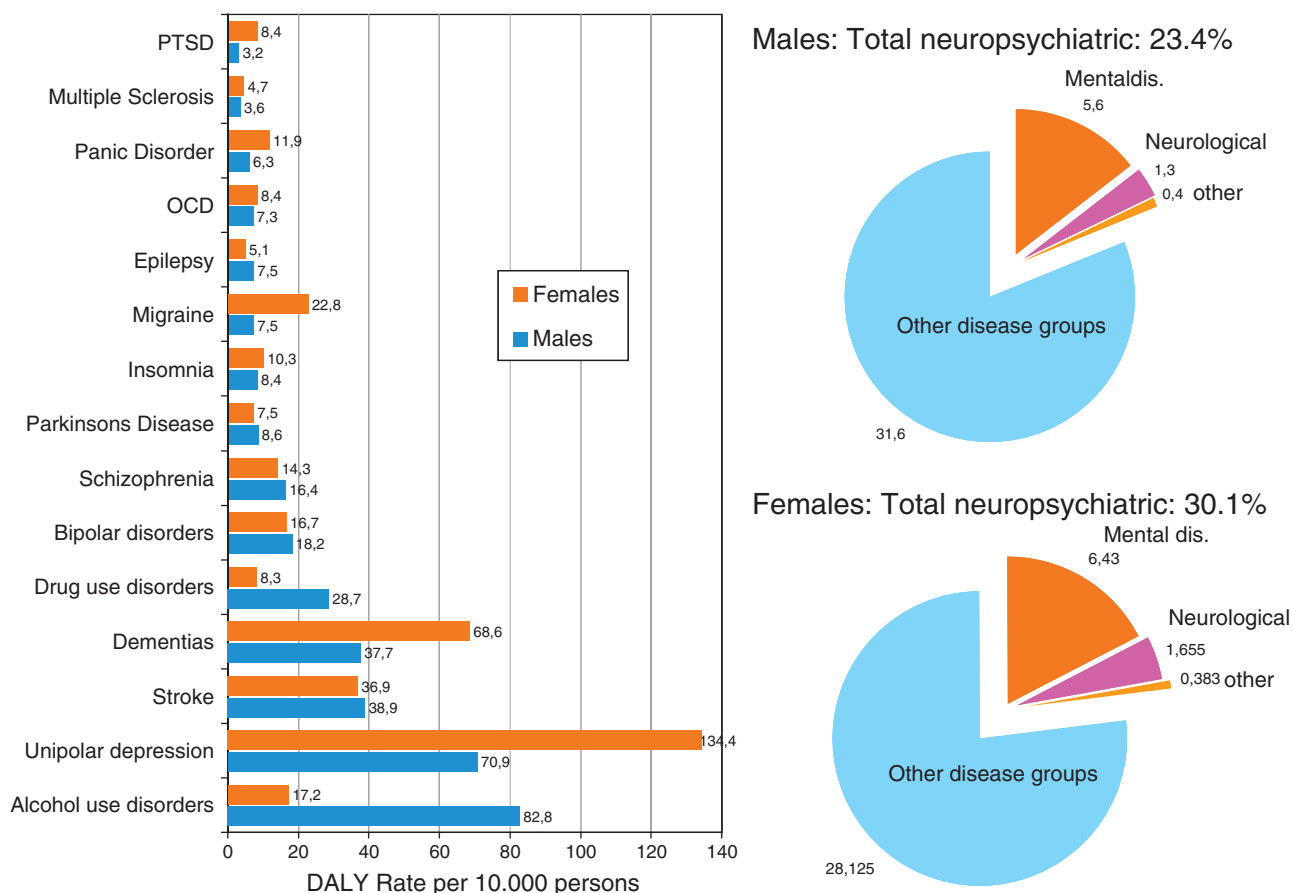 PTSD
8,4
3,2
Multiple Sclerosis
4,7
3,6
Panic Disorder
11,9
6,3
OCD
8,4
7,3
Epilepsy
5,1
7,5
Migraine
22,8
7,5
Insomnia
10,3
8,4
Parkinsons Disease
7,5
8,6
Schizophrenia
14,3
16,4
Bipolar disorders
16,7
18,2
Drug use disorders
8,3
28,7
Dementias
68,6
37,7
Stroke
36,9
38,9
Unipolar depression
134,4
70,9
Alcohol use disorders
17,2
82,8
0 20 40 60 80 100 120 140
DALY Rate per 10.000 persons
Females
Males
Males: Total neuropsychiatric: 23.4%
Mentaldis.
5,6
Neurological
1,3
0,4 other
Other disease groups
31,6
Females: Total neuropsychiatric: 30.1%
Mental dis.
6,43
Neurological
1,655
0,383 other
Other disease groups
28,125